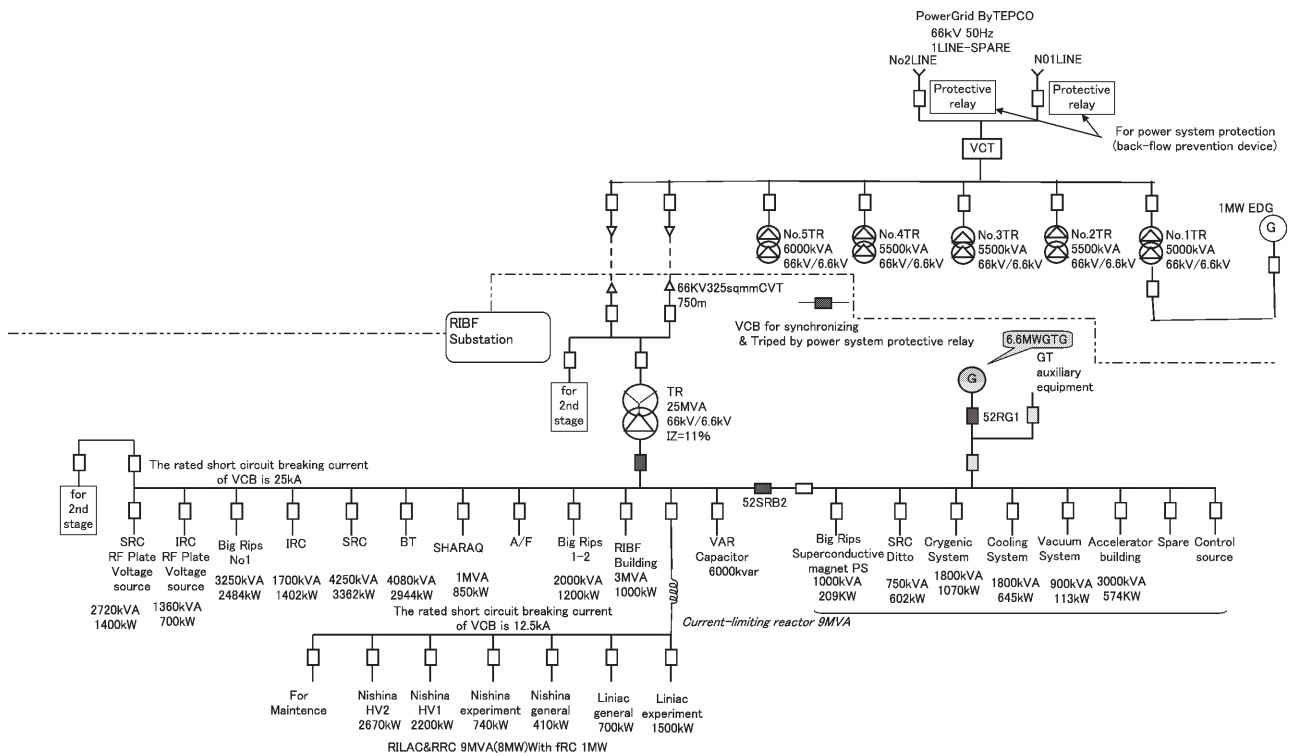 PowerGrid ByTEPCO
66kV 50Hz
1LINE-SPARE
No2LINE
N01LINE
Protective
relay
Protective
relay
For power system protection
(back-flow prevention device)
VCT
1MW EDG
G
No.5TR
6000kVA
66kV/6.6kV
No.4TR
5500kVA
66kV/6.6kV
No.3TR
5500kVA
66kV/6.6kV
No.2TR
5500kVA
66kV/6.6kV
No.1TR
5000kVA
66kV/6.6kV
66KV325sqmmCVT
750m
RIBF
Substation
VCB for synchronizing
& Triped by power system protective relay
6.6MWGTG
GT
auxiliary
equipment
G
52RG1
for
2nd
stage
TR
25MVA
66kV/6.6kV
IZ=11%
The rated short circuit breaking current
of VCB is 25kA
52SRB2
for
2nd
stage
SRC
RF Plate
Voltage
source
2720kVA
1400kW
IRC
RF Plate
Voltage
source
1360kVA
700kW
Big Rips
No1
3250kVA
2484kW
IRC
1700kVA
1402kW
SRC
4250kVA
3362kW
BT
4080kVA
2944kW
SHARAQ
1MVA
850kW
A/F
Big Rips
1-2
2000kVA
1200kW
RIBF
Building
3MVA
1000kW
VAR
Capacitor
6000kvar
Big Rips
Superconductive
magnet PS
1000kVA
209KW
SRC
Ditto
750kVA
602kW
Crygenic
System
1800kVA
1070kW
Cooling
System
1800kVA
645kW
Vacuum
System
900kVA
113kW
Accelerator
building
3000kVA
574KW
Spare
Control
source
The rated short circuit breaking current
of VCB is 12.5kA
Current-limiting reactor 9MVA
For
Maintence
Nishina
HV2
2670kW
Nishina
HV1
2200kW
Nishina
experiment
740kW
Nishina
general
410kW
Liniac
general
700kW
Liniac
experiment
1500kW
RILAC&RRC 9MVA(8MW)With fRC 1MW